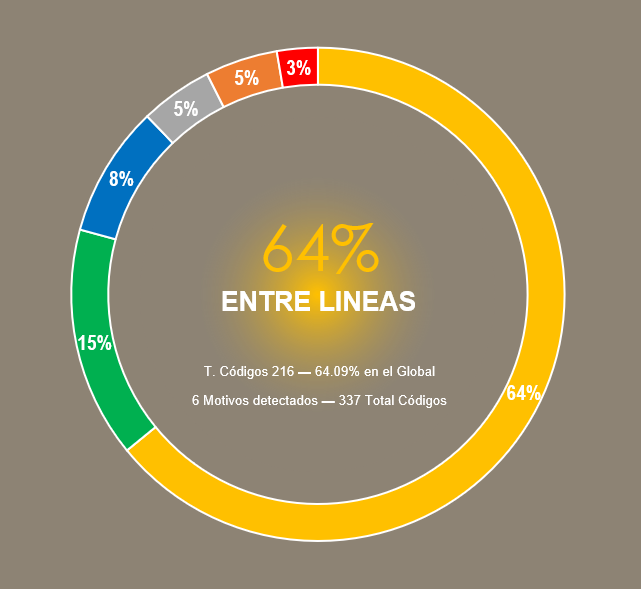 3%
5%
5%
8%
64%
ENTRE LINEAS
15%
T. Códigos 216 — 64.09% en el Global
64%
6 Motivos detectados — 337 Total Códigos